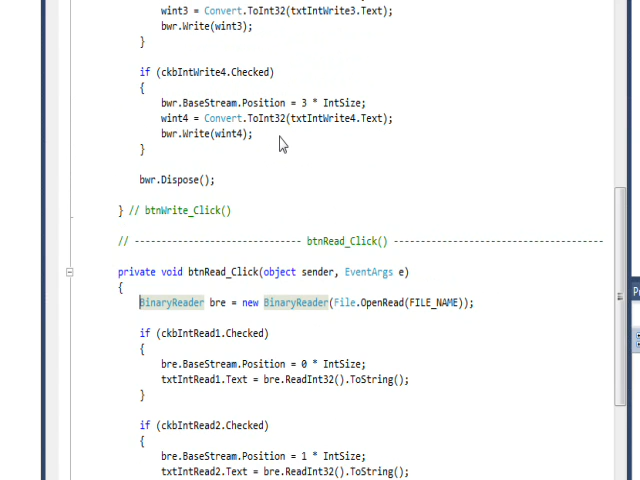 wint3 = Convert.ToInt32(txtIntWrite3.Text);
bwr.Write(wint3);
}
if (ckbIntWrite4.Checked)
{
bwr.BaseStream.Position = 3 * IntSize;
wint4 = Convert.ToInt32(txtIntWrite4.Text);
bwr.Write(wint4);
}
bwr.Dispose();
} // btnWrite_Click()
// ------------------------------- btnRead_Click() ---------------------------------------
private void btnRead_Click(object sender, EventArgs e)
{
BinaryReader bre = new BinaryReader(File.OpenRead(FILE_NAME));
if (ckbIntRead1.Checked)
{
bre.BaseStream.Position = 0 * IntSize;
txtIntRead1.Text = bre.ReadInt32().ToString();
}
if (ckbIntRead2.Checked)
{
bre.BaseStream.Position = 1 * IntSize;
txtIntRead2.Text = bre.ReadInt32().ToString();